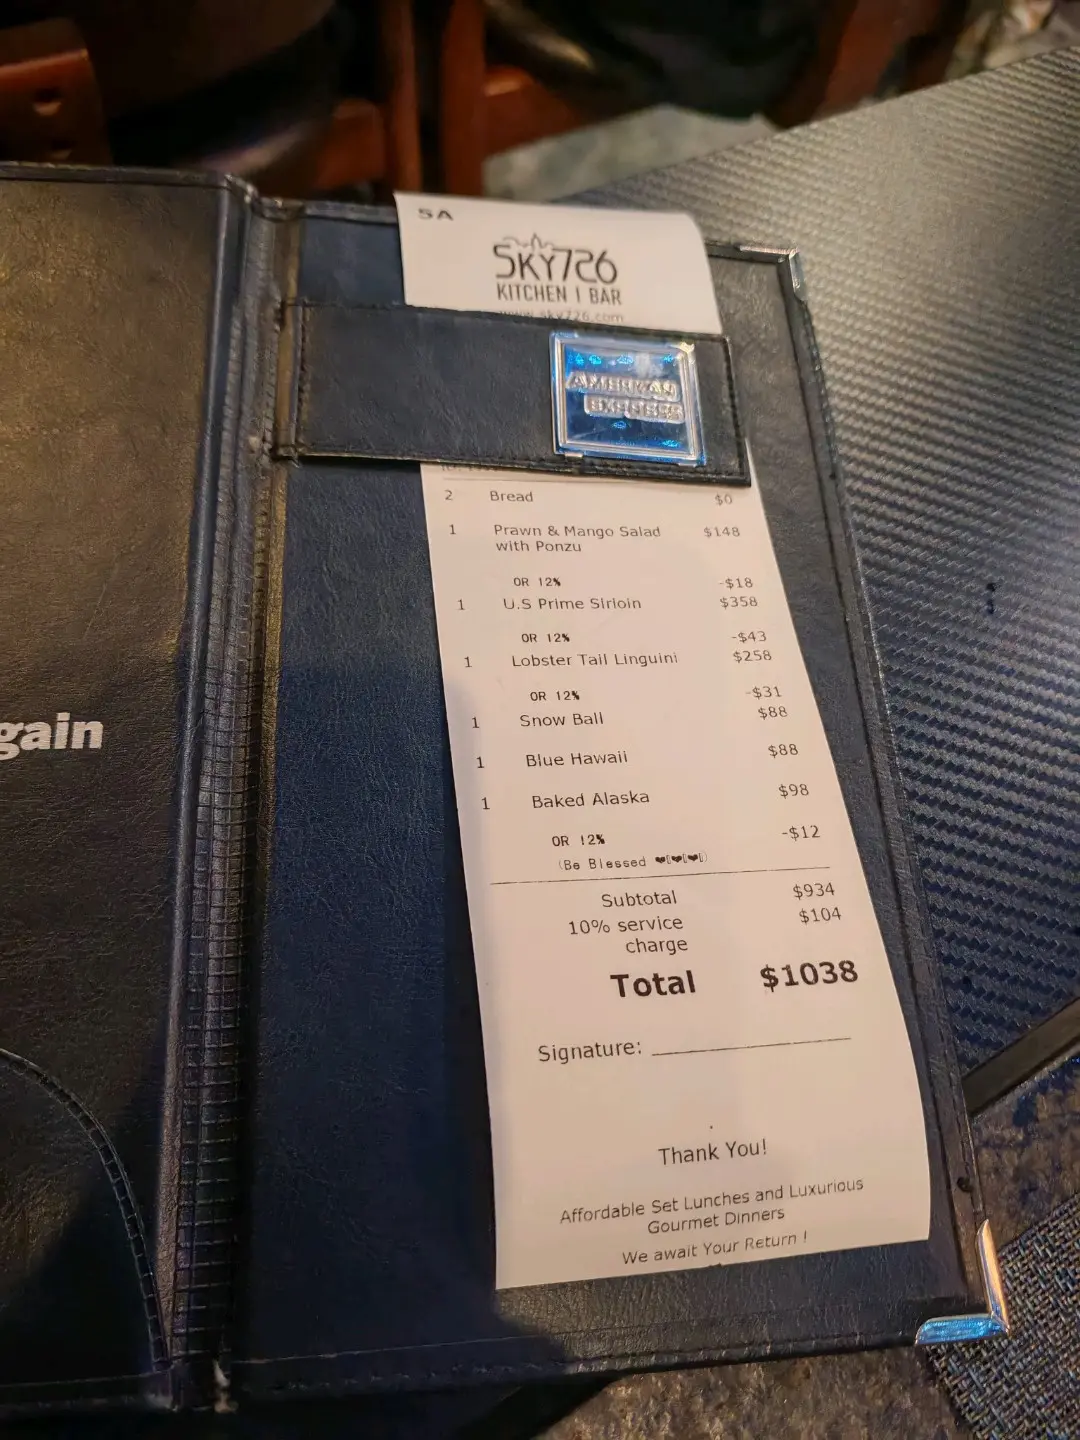 5A
SKY726
KITCHEN | BAR
www.sky726.com
AMERICAN
EXPRESS
gain
2 Bread $0
1 Prawn & Mango Salad $148
with Ponzu
OR 12% -$18
1 U.S Prime Sirloin $358
OR 12% -$43
1 Lobster Tail Linguini $258
OR 12% -$31
1 Snow Ball $88
1 Blue Hawaii $88
1 Baked Alaska $98
OR 12% -$12
(Be Blessed ❤️❤️❤️)
Subtotal $934
10% service $104
charge
Total $1038
Signature:
Thank You!
Affordable Set Lunches and Luxurious
Gourmet Dinners
We await Your Return !